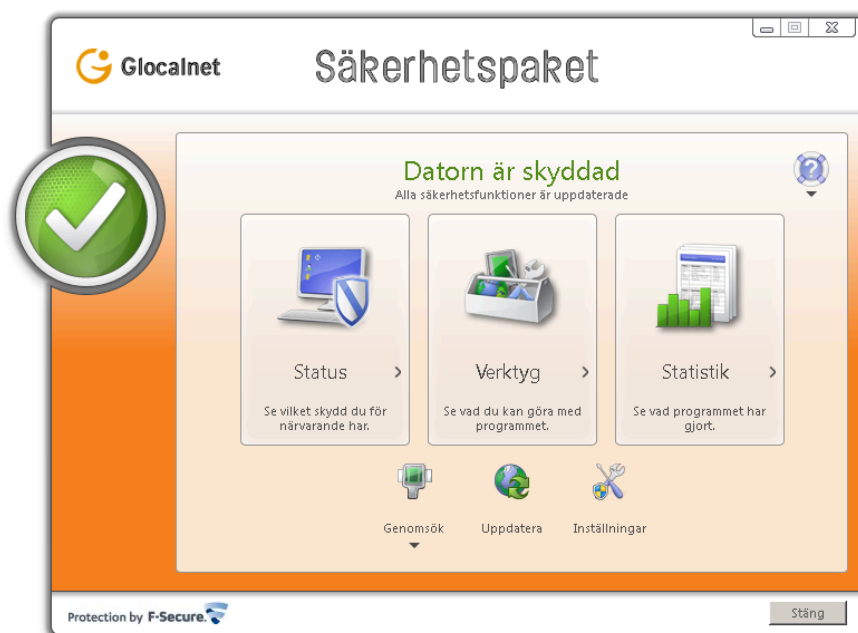 Glocalnet
Säkerhetspaket
Datorn är skyddad
Alla säkerhetsfunktioner är uppdaterade
Status
Se vilket skydd du för
närvarande har.
Verktyg
Se vad du kan göra med
programmet.
Statistik
Se vad programmet har
gjort.
Genomsök
Uppdatera
Inställningar
Protection by F-Secure.
Stäng